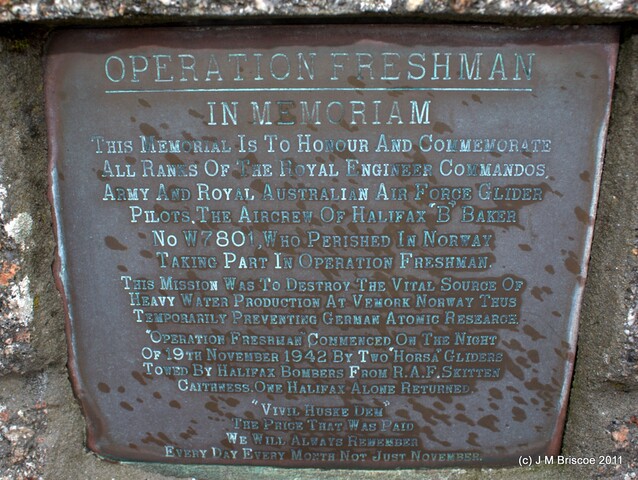 OPERATION FRESHMAN
IN MEMORIAM
THIS MEMORIAL IS TO HONOUR AND COMMEMORATE
ALL RANKS OF THE ROYAL ENGINEER COMMANDOS,
ARMY AND ROYAL AUSTRALIAN AIR FORCE GLIDER
PILOTS, THE AIRCREW OF HALIFAX "B" BAKER
NO W7801, WHO PERISHED IN NORWAY
TAKING PART IN OPERATION FRESHMAN.
THIS MISSION WAS TO DESTROY THE VITAL SOURCE OF
HEAVY WATER PRODUCTION AT VEMORK NORWAY THUS
TEMPORARILY PREVENTING GERMAN ATOMIC RESEARCH.
"OPERATION FRESHMAN" COMMENCED ON THE NIGHT
OF 19TH NOVEMBER 1942 BY TWO "HORSA" GLIDERS
TOWED BY HALIFAX BOMBERS FROM R.A.F. SKITTEN
CAITHNESS. ONE HALIFAX ALONE RETURNED.
"VIVIL HUSKE DEM"
THE PRICE THAT WAS PAID
WE WILL ALWAYS REMEMBER
EVERY DAY EVERY MONTH NOT JUST NOVEMBER.
(c) J M Briscoe 2011